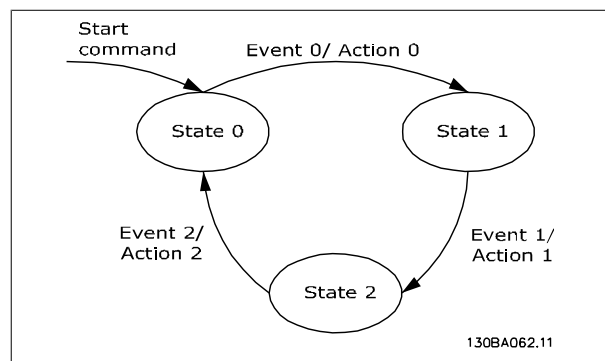 Start
command
Event 0/ Action 0
State 0
State 1
Event 2/
Action 2
Event 1/
Action 1
State 2
130BA062.11